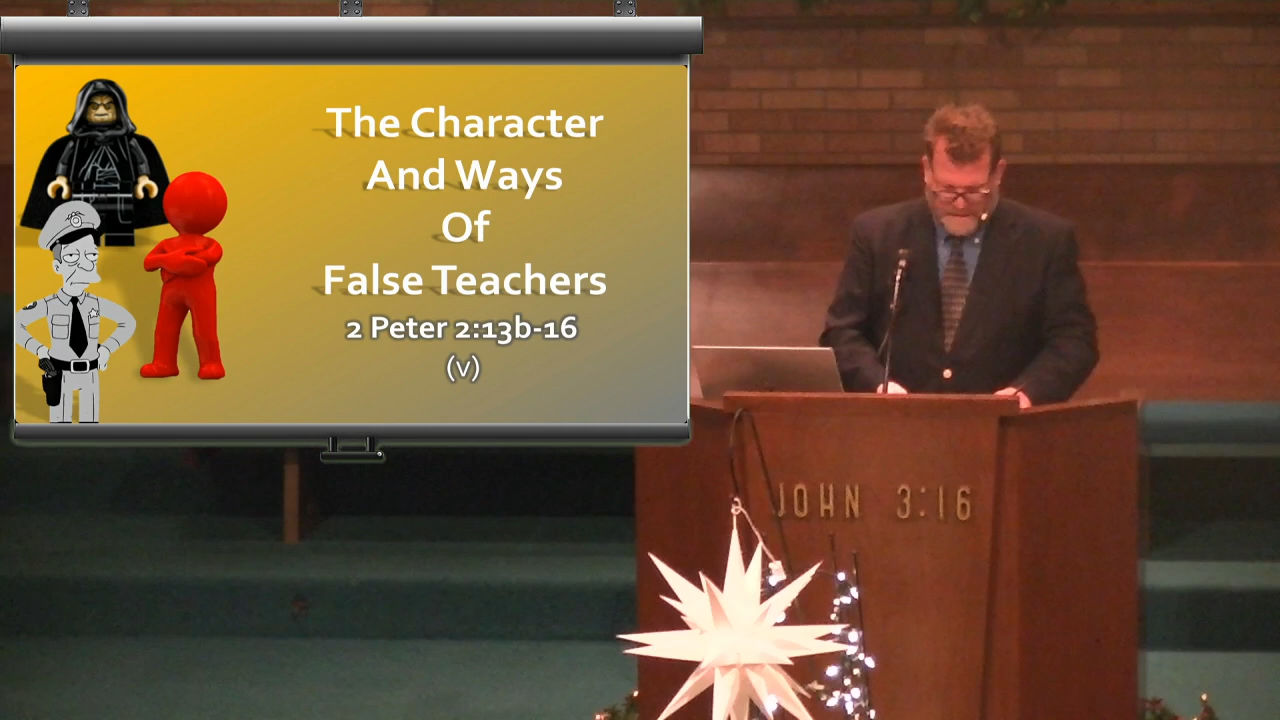 The Character
And Ways
Of
False Teachers
2 Peter 2:13b-16
(v)
JOHN 3:16